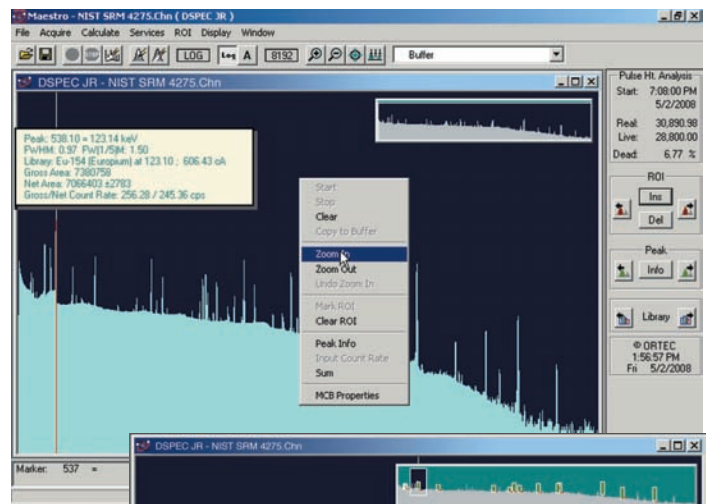 Maestro - NIST SRM 4275.Chn ( DSPEC JR )
File Acquire Calculate Services ROI Display Window
LOG Log A 8192 Buffer
DSPEC JR - NIST SRM 4275.Chn
Peak: 538.10 = 123.14 keV
FWHM: 0.97 FW(1/5)M: 1.50
Library: Eu-154 [Europium] at 123.10 ; 606.43 cA
Gross Area: 7380758
Net Area: 7066403 ±2783
Gross/Net Count Rate: 256.28 / 245.36 cps
Start
Stop
Clear
Copy to Buffer
Zoom In
Zoom Out
Undo Zoom In
Mark ROI
Clear ROI
Peak Info
Input Count Rate
Sum
MCB Properties
Pulse Ht. Analysis
Start: 7:08:00 PM
5/2/2008
Real: 30,890.98
Live: 28,800.00
Dead: 6.77 %
ROI
Ins
Del
Peak
Info
Library
© ORTEC
1:56:57 PM
Fri 5/2/2008
Marker: 537 =
DSPEC JR - NIST SRM 4275.Chn